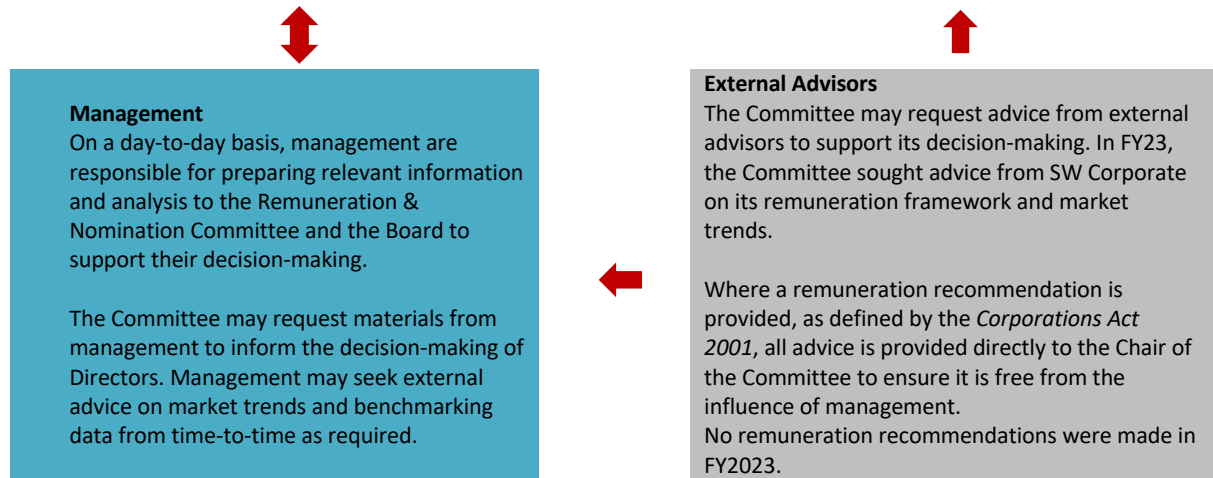 Management
On a day-to-day basis, management are
responsible for preparing relevant information
and analysis to the Remuneration &
Nomination Committee and the Board to
support their decision-making.
The Committee may request materials from
management to inform the decision-making of
Directors. Management may seek external
advice on market trends and benchmarking
data from time-to-time as required.
External Advisors
The Committee may request advice from external
advisors to support its decision-making. In FY23,
the Committee sought advice from SW Corporate
on its remuneration framework and market
trends.
Where a remuneration recommendation is
provided, as defined by the Corporations Act
2001, all advice is provided directly to the Chair of
the Committee to ensure it is free from the
influence of management.
No remuneration recommendations were made in
FY2023.